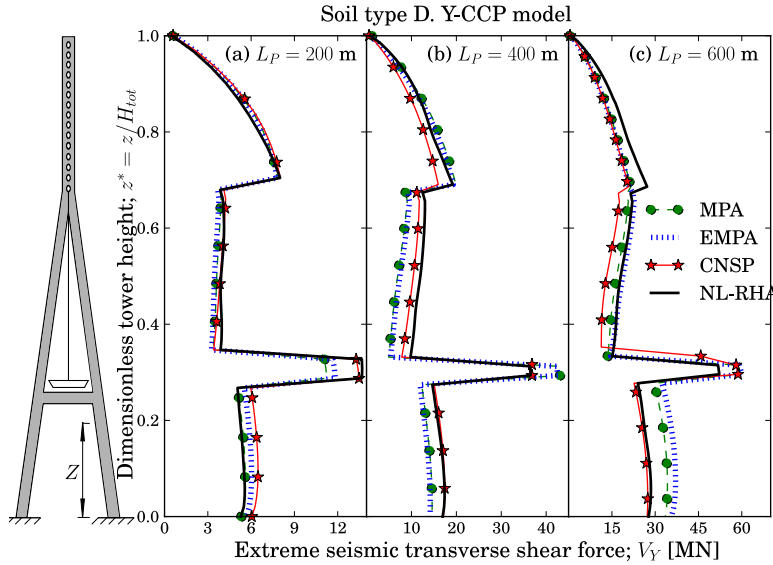 Soil type D. Y-CCP model
(a) L_P = 200 m
(b) L_P = 400 m
(c) L_P = 600 m
Dimensionless tower height; z* = z/H_tot
1.0
0.8
0.6
0.4
0.2
0.0
MPA
EMPA
CNSP
NL-RHA
Z
0 3 6 9 12
10 20 30 40
15 30 45 60
Extreme seismic transverse shear force; V_Y [MN]